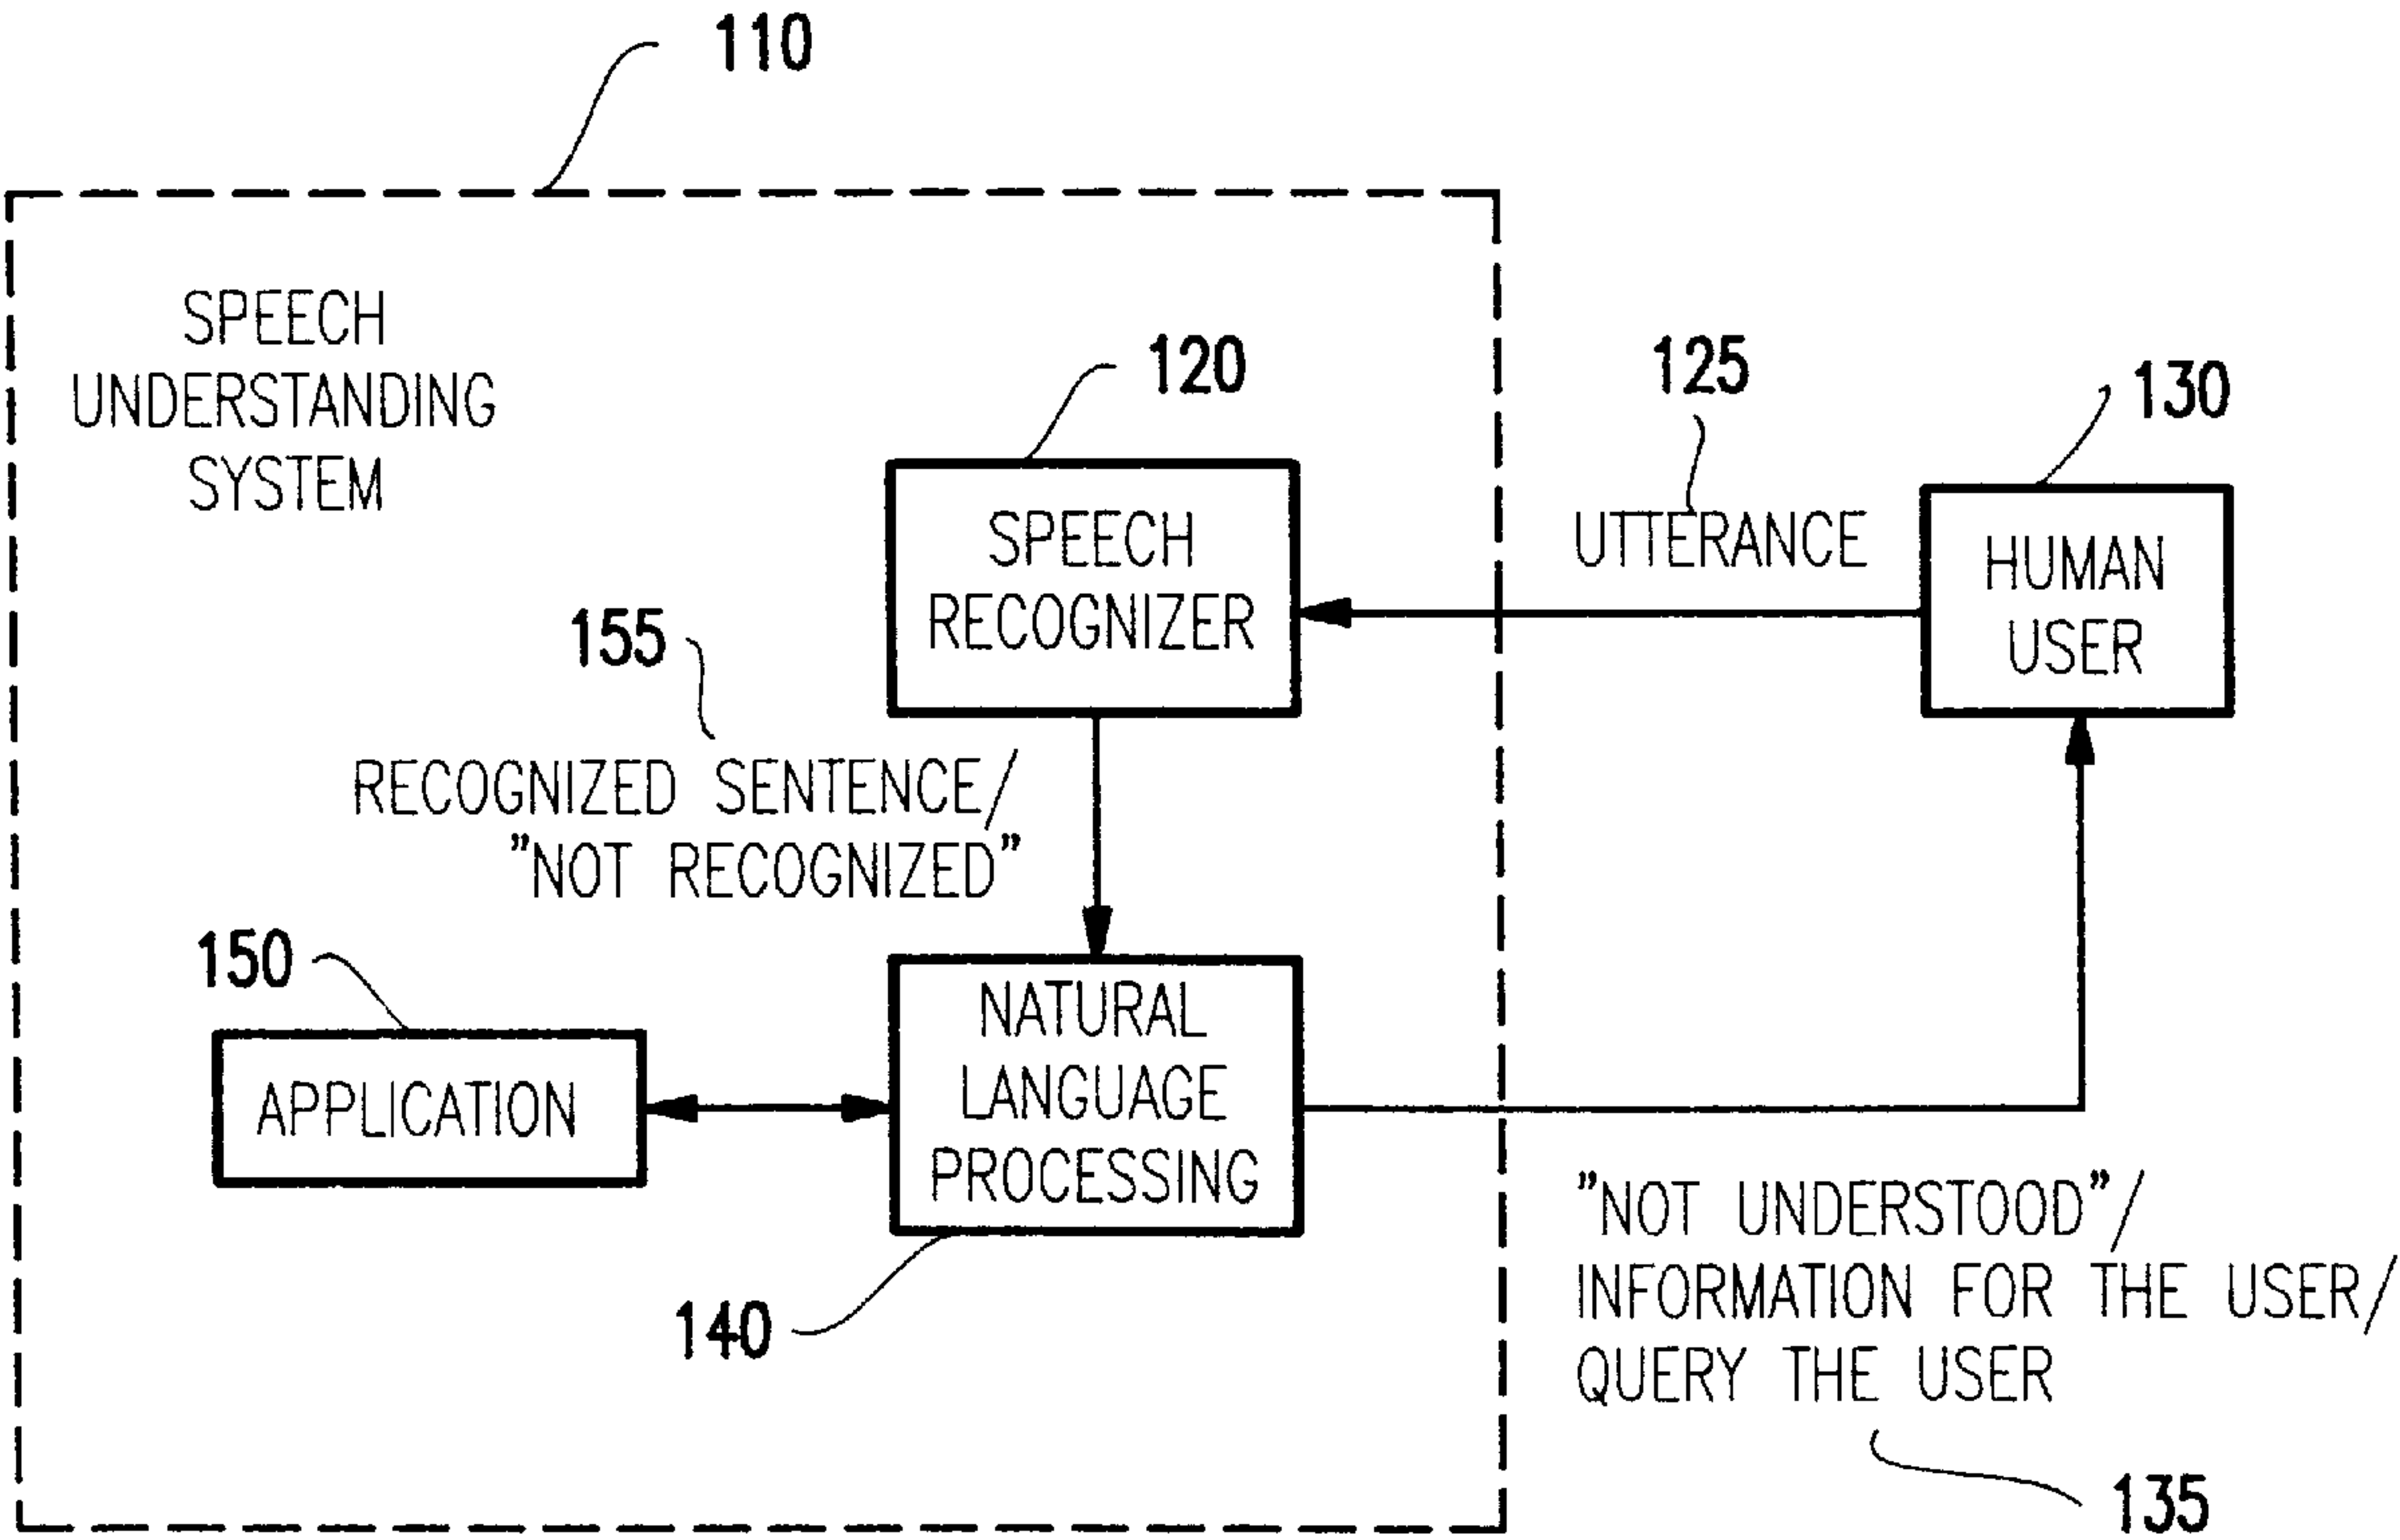 110
SPEECH
UNDERSTANDING
SYSTEM
120
SPEECH
RECOGNIZER
125
UTTERANCE
130
HUMAN
USER
155
RECOGNIZED SENTENCE/
"NOT RECOGNIZED"
150
APPLICATION
NATURAL
LANGUAGE
PROCESSING
140
"NOT UNDERSTOOD"/
INFORMATION FOR THE USER/
QUERY THE USER
135